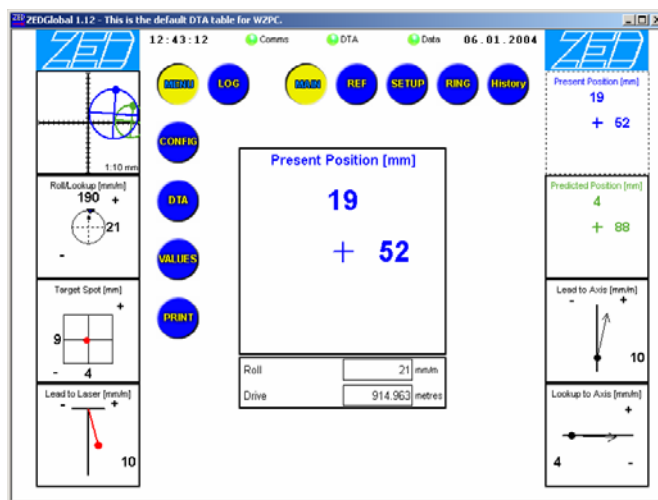 ZEDGlobal 1.12 - This is the default DTA table for W2PC.
ZED
12:43:12
Comms
DTA
Data
06.01.2004
ZED
MENU
LOG
MAIN
REF
SETUP
RING
History
CONFIG
DTA
VALUES
PRINT
1:10 mm
Roll/Lookup [mm/m]
190 +
21
-
Target Spot [mm]
+
9
- 4
Lead to Laser [mm/m]
- +
10
Present Position [mm]
19
+ 52
Roll 21 mm/m
Drive 914.963 metres
Present Position [mm]
19
+ 52
Predicted Position [mm]
4
+ 88
Lead to Axis [mm/m]
- +
10
Lookup to Axis [mm/m]
+
4 -